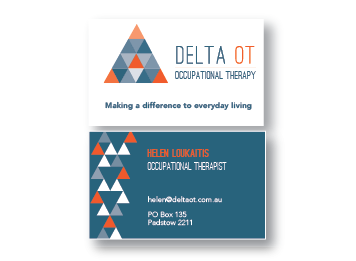 DELTA OT
OCCUPATIONAL THERAPY
Making a difference to everyday living
HELEN LOUKAITIS
OCCUPATIONAL THERAPIST
helen@deltaot.com.au
PO Box 135
Padstow 2211